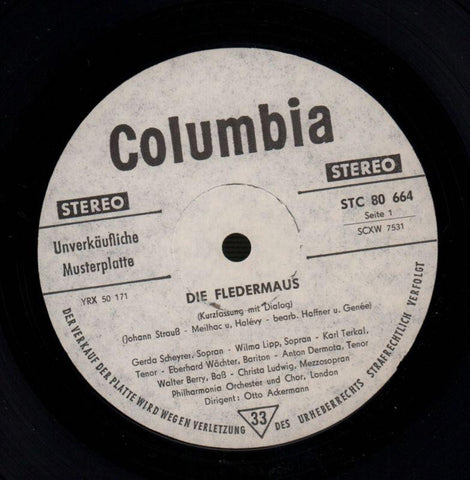 Columbia
STEREO
STEREO
Unverkäufliche
Musterplatte
STC 80 664
Seite 1
SCXW 7531
YRX 50 171
DIE FLEDERMAUS
(Kurzfassung mit Dialog)
(Johann Strauß - Meilhac u. Halévy - bearb. Haffner u. Genée)
Gerda Scheyrer, Sopran - Wilma Lipp, Sopran - Karl Terkal,
Tenor - Eberhard Wächter, Bariton - Anton Dermota, Tenor
Walter Berry, Baß - Christa Ludwig, Mezzosopran
Philharmonia Orchester und Chor, London
Dirigent: Otto Ackermann
33
DER VERKAUF DER PLATTE WIRD WEGEN VERLETZUNG DES URHEBERRECHTS STRAFRECHTLICH VERFOLGT